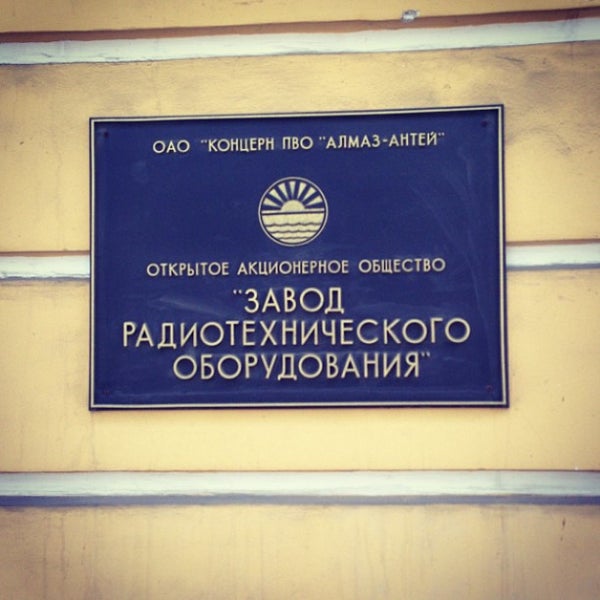 ОАО "КОНЦЕРН ПВО "АЛМАЗ-АНТЕЙ"
ОТКРЫТОЕ АКЦИОНЕРНОЕ ОБЩЕСТВО
"ЗАВОД
РАДИОТЕХНИЧЕСКОГО
ОБОРУДОВАНИЯ"